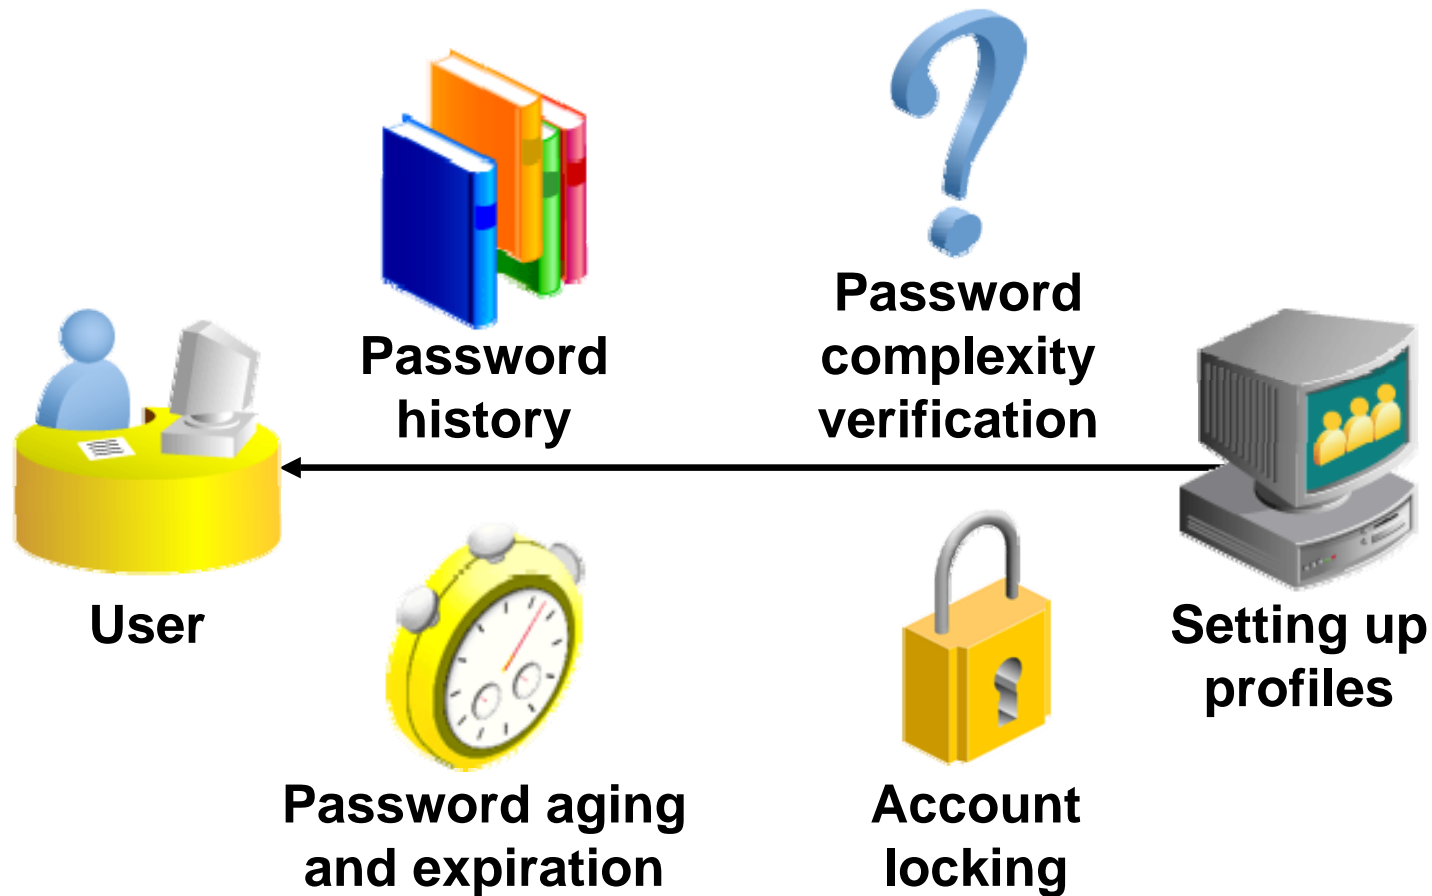 Password
history
Password
complexity
verification
User
Setting up
profiles
Password aging
and expiration
Account
locking